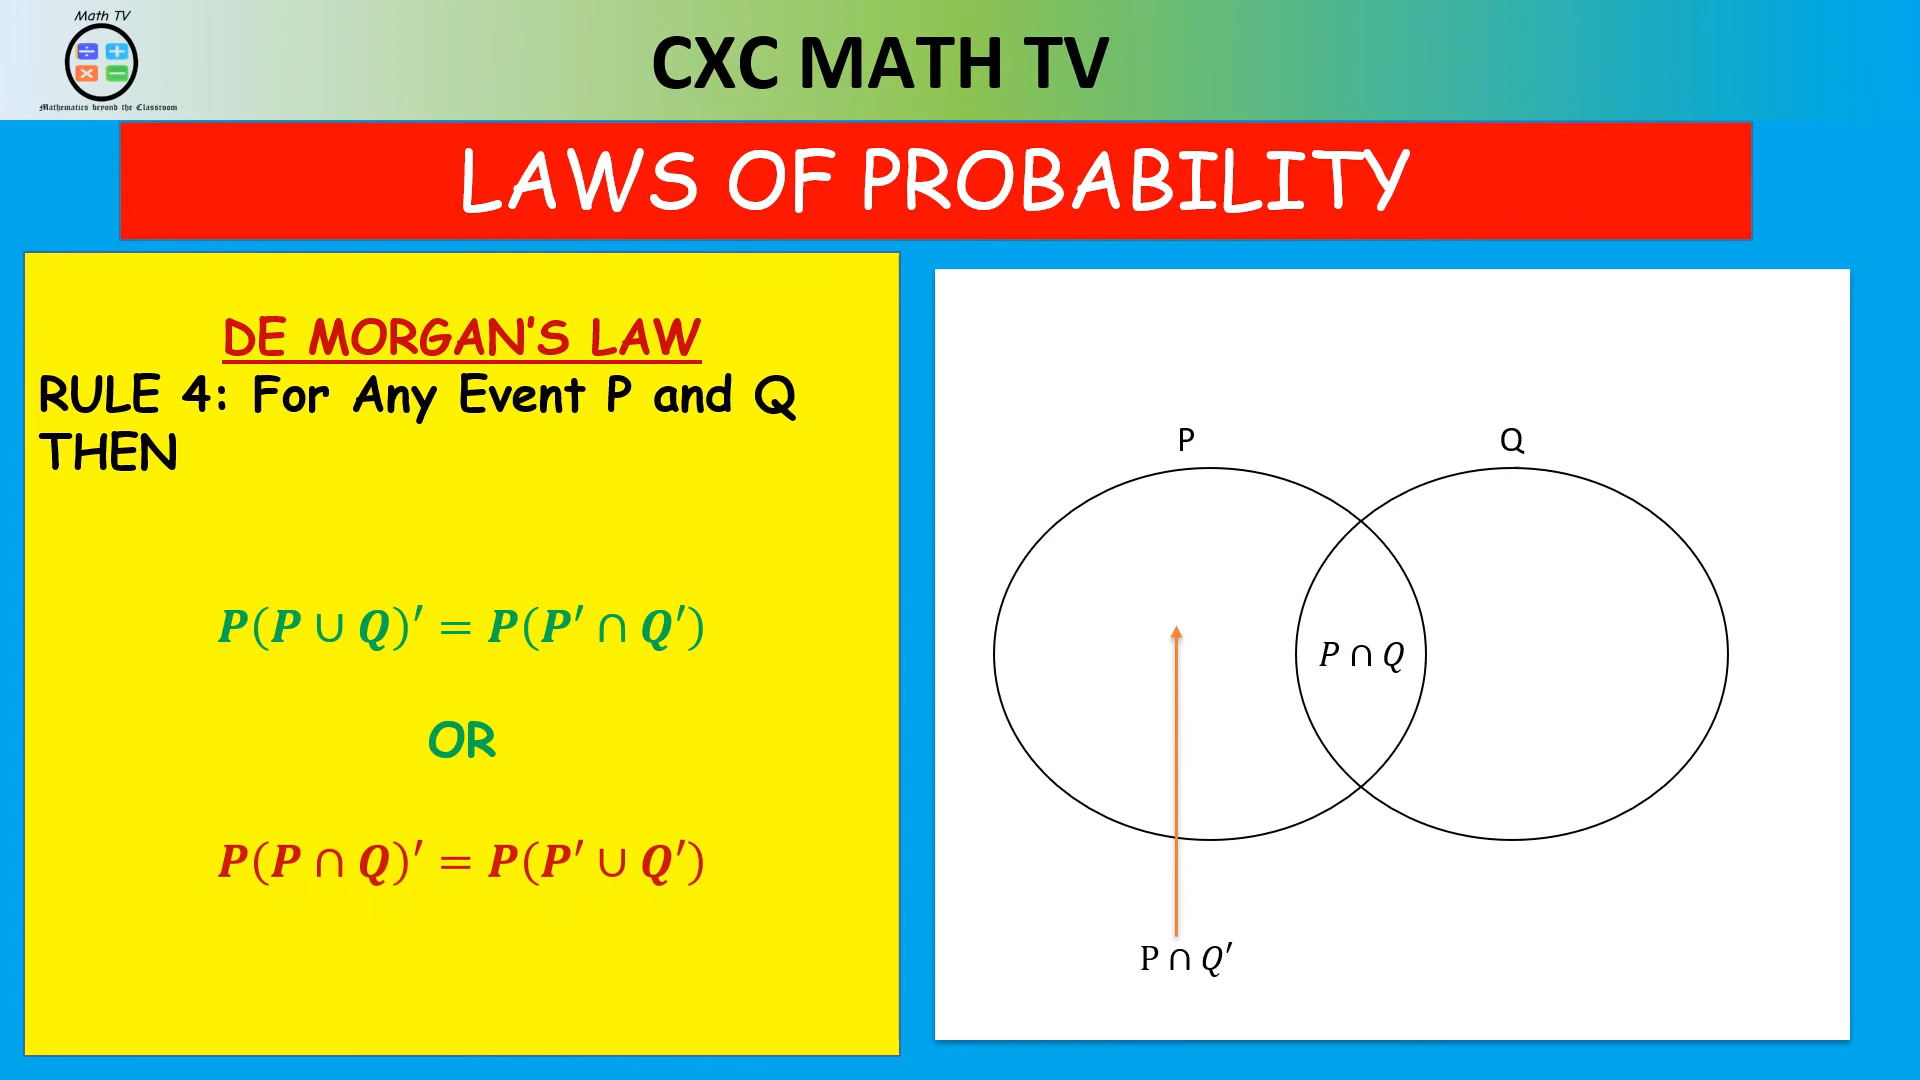 Math TV
Mathematics beyond the Classroom
CXC MATH TV
LAWS OF PROBABILITY
DE MORGAN'S LAW
RULE 4: For Any Event P and Q
THEN
P(P ∪ Q)′ = P(P′ ∩ Q′)
OR
P(P ∩ Q)′ = P(P′ ∪ Q′)
P
Q
P ∩ Q
P ∩ Q′